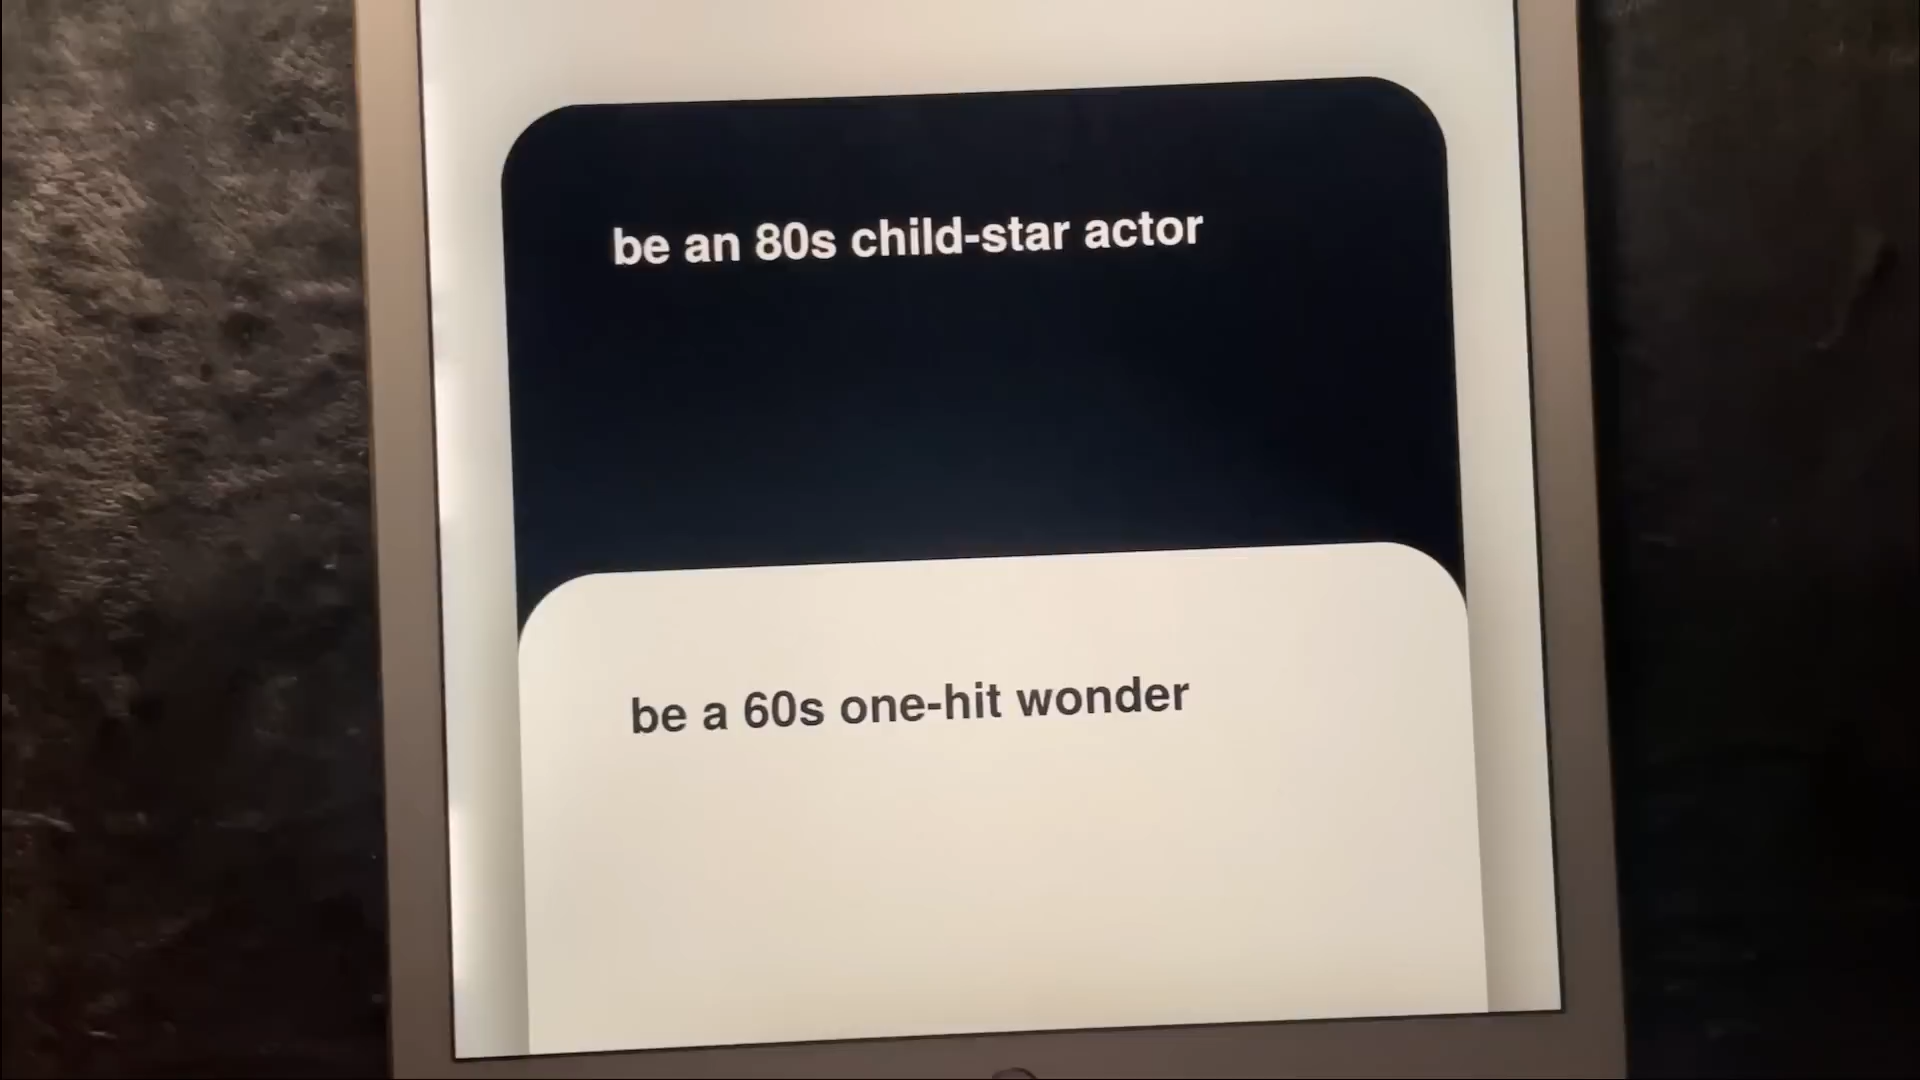 be an 80s child-star actor
be a 60s one-hit wonder